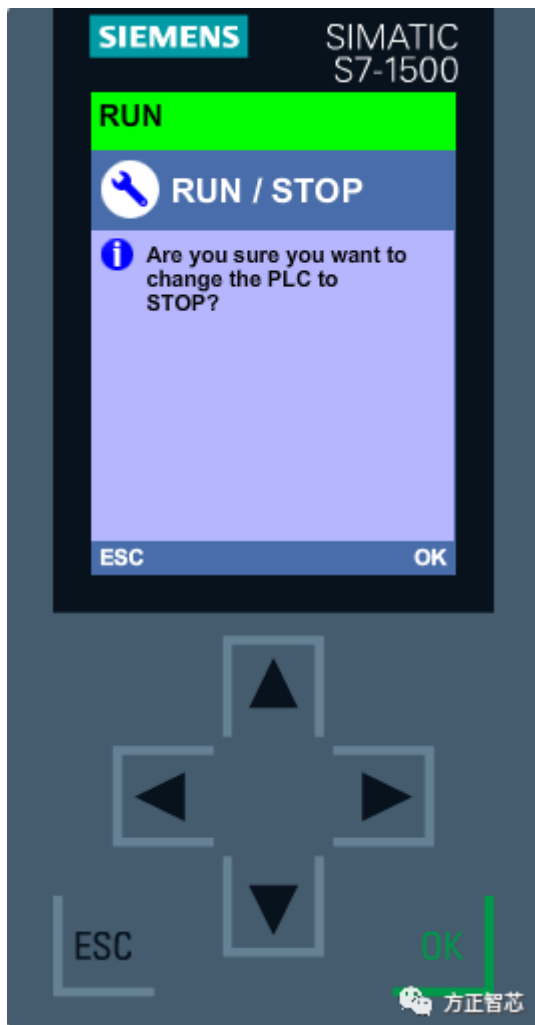 SIEMENS
SIMATIC
S7-1500
RUN
RUN / STOP
Are you sure you want to
change the PLC to
STOP?
ESC
OK
ESC
OK
方正智芯